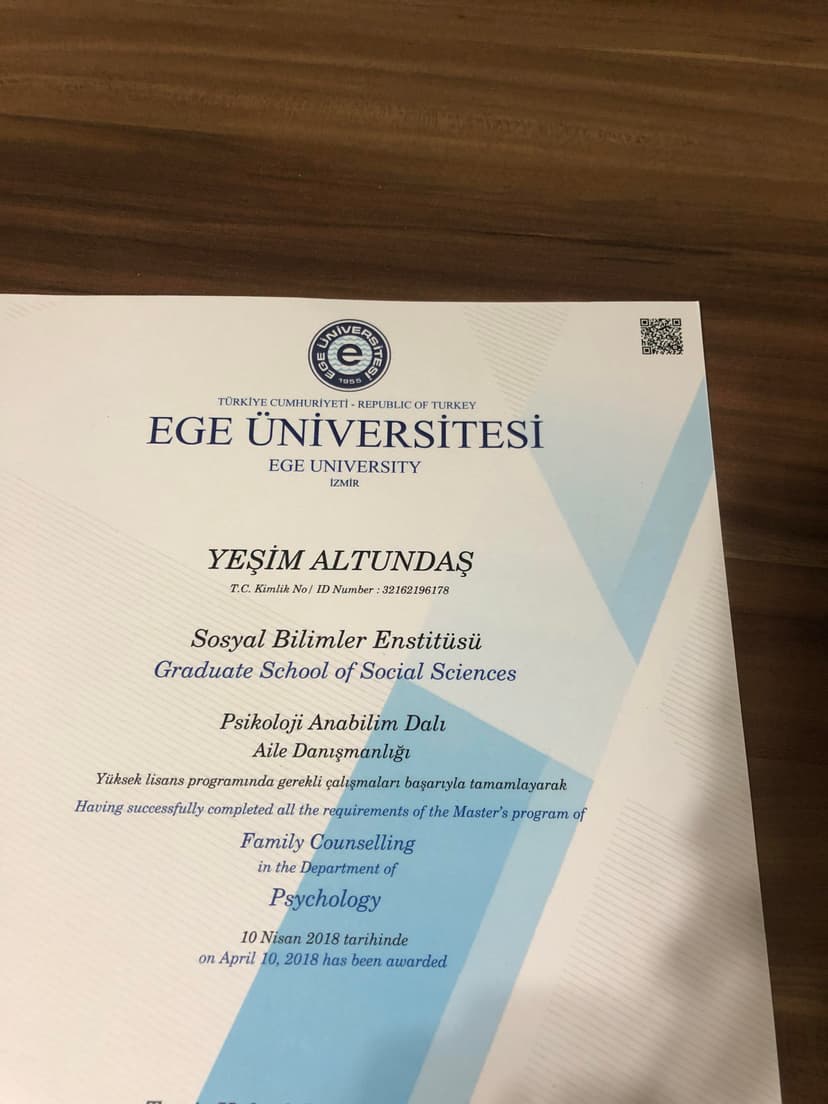 EGE ÜNİVERSİTESİ
e
1955
TÜRKİYE CUMHURİYETİ - REPUBLIC OF TURKEY
EGE ÜNİVERSİTESİ
EGE UNIVERSITY
İZMİR
YEŞİM ALTUNDAŞ
T.C. Kimlik No/ ID Number : 32162196178
Sosyal Bilimler Enstitüsü
Graduate School of Social Sciences
Psikoloji Anabilim Dalı
Aile Danışmanlığı
Yüksek lisans programında gerekli çalışmaları başarıyla tamamlayarak
Having successfully completed all the requirements of the Master's program of
Family Counselling
in the Department of
Psychology
10 Nisan 2018 tarihinde
on April 10, 2018 has been awarded